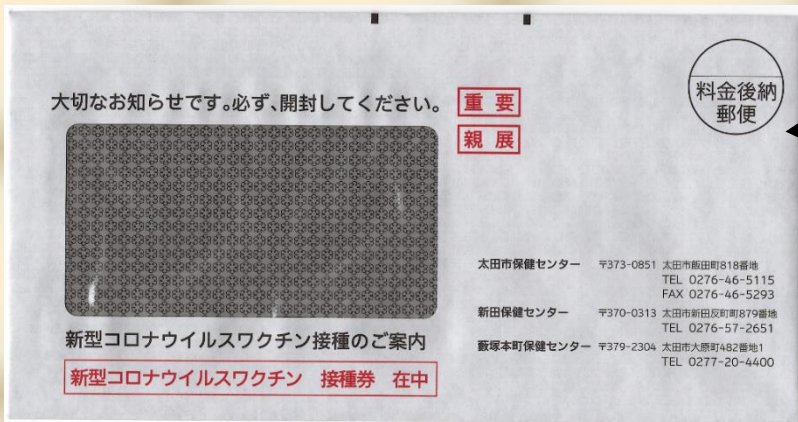 大切なお知らせです。必ず、開封してください。
重要
親展
料金後納
郵便
太田市保健センター 〒373-0851 太田市飯田町818番地
TEL 0276-46-5115
FAX 0276-46-5293
新田保健センター 〒370-0313 太田市新田反町町879番地
TEL 0276-57-2651
藪塚本町保健センター 〒379-2304 太田市大原町482番地1
TEL 0277-20-4400
新型コロナウイルスワクチン接種のご案内
新型コロナウイルスワクチン 接種券 在中